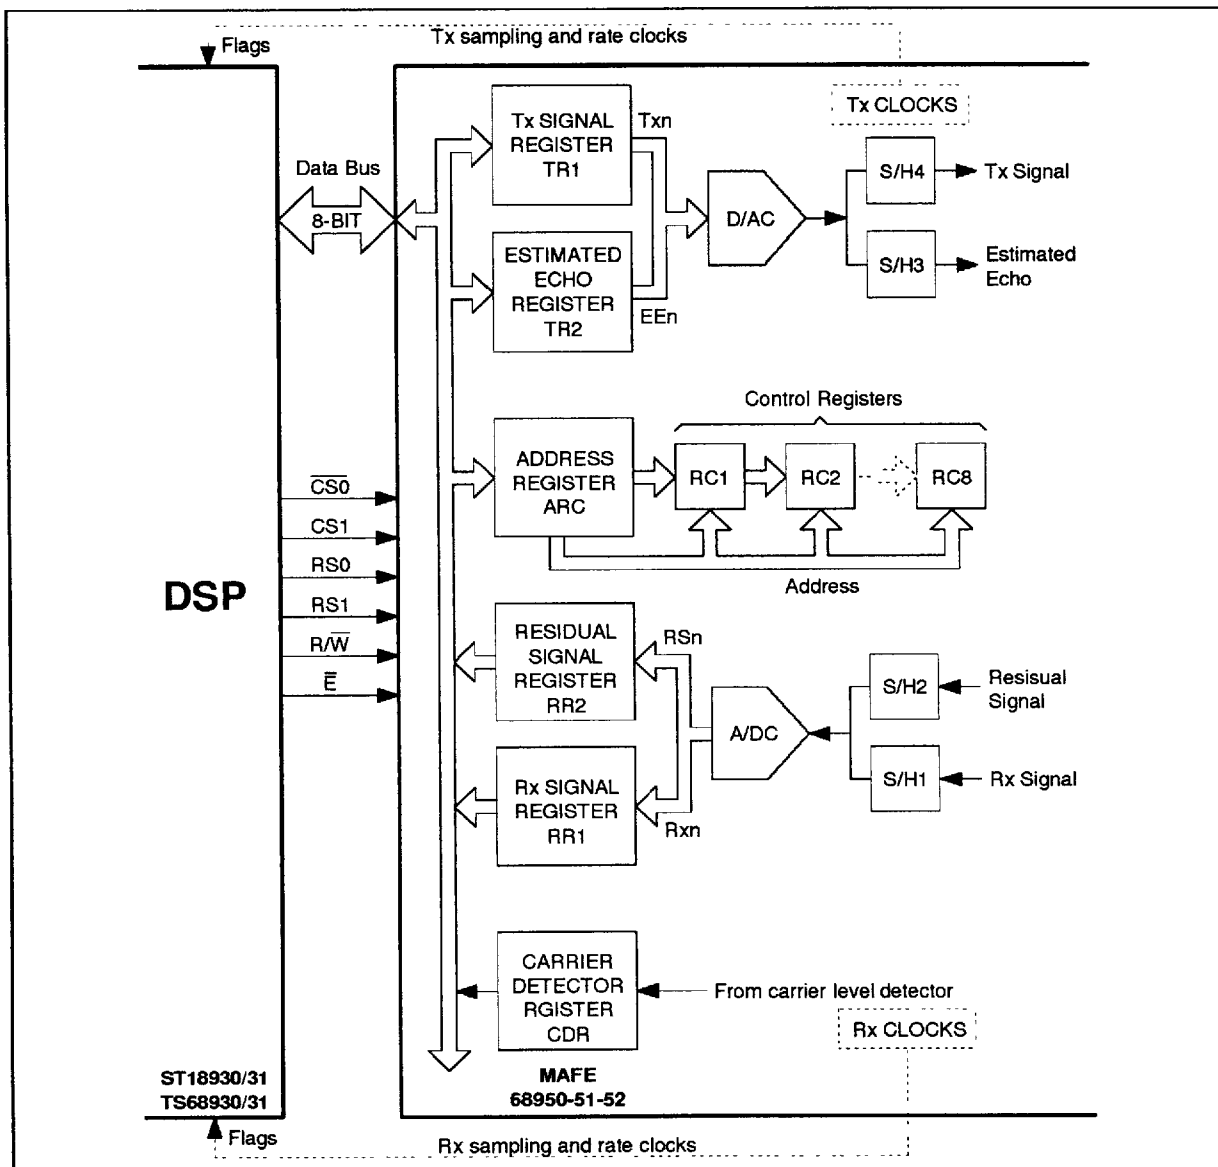 Flags
Tx sampling and rate clocks
Tx CLOCKS
Data Bus
8-BIT
Tx SIGNAL
REGISTER
TR1
Txn
ESTIMATED
ECHO
REGISTER
TR2
EEn
D/AC
S/H4
Tx Signal
S/H3
Estimated
Echo
Control Registers
ADDRESS
REGISTER
ARC
RC1
RC2
RC8
Address
DSP
C̅S̅0̅
CS1
RS0
RS1
R/W̅
E̅
RESIDUAL
SIGNAL
REGISTER
RR2
RSn
Rx SIGNAL
REGISTER
RR1
Rxn
A/DC
S/H2
Resisual
Signal
S/H1
Rx Signal
CARRIER
DETECTOR
RGISTER
CDR
From carrier level detector
Rx CLOCKS
ST18930/31
TS68930/31
MAFE
68950-51-52
Flags
Rx sampling and rate clocks